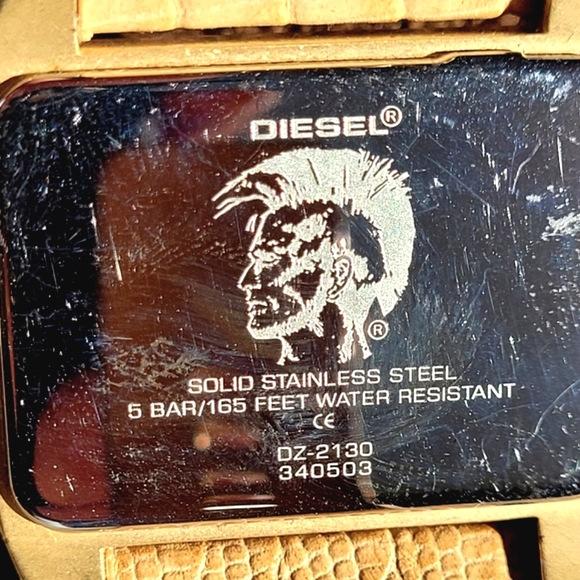 DIESEL®
®
SOLID STAINLESS STEEL
5 BAR/165 FEET WATER RESISTANT
CE
DZ-2130
340503